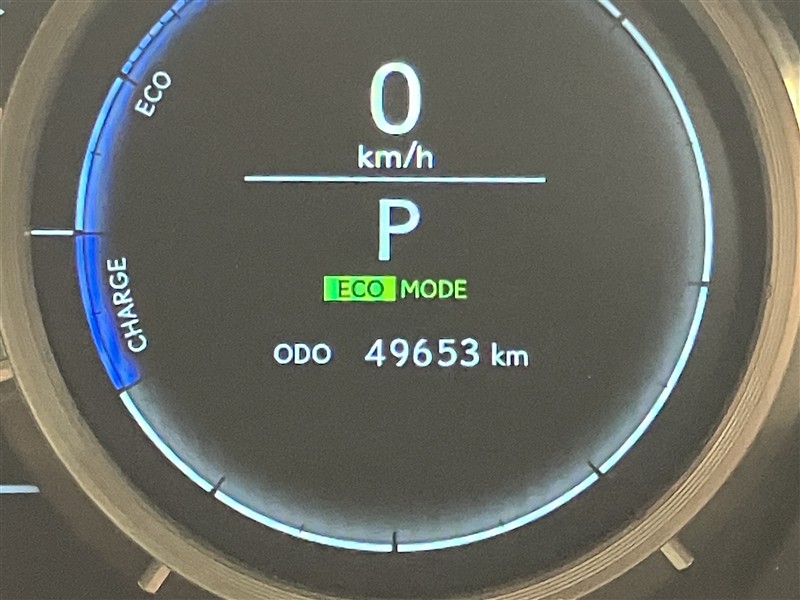 ECO
0
km/h
P
ECO MODE
CHARGE
ODO 49653 km